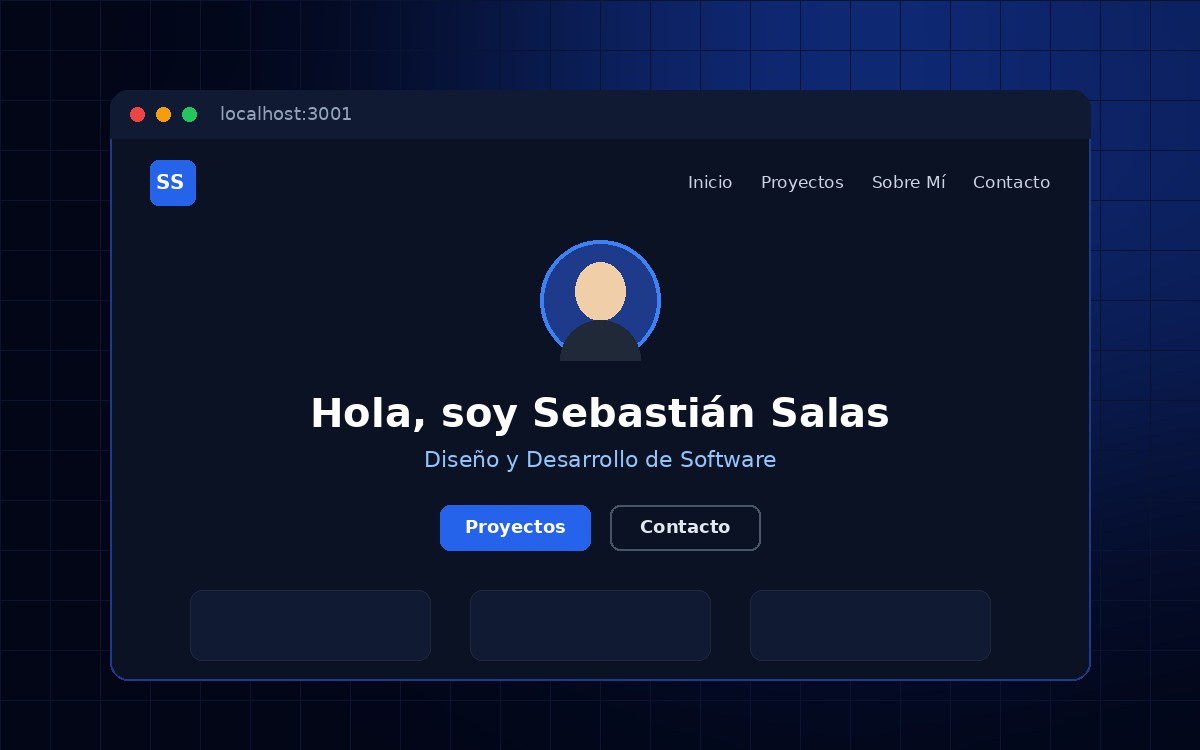 localhost:3001
SS
Inicio Proyectos Sobre Mí Contacto
Hola, soy Sebastián Salas
Diseño y Desarrollo de Software
Proyectos Contacto